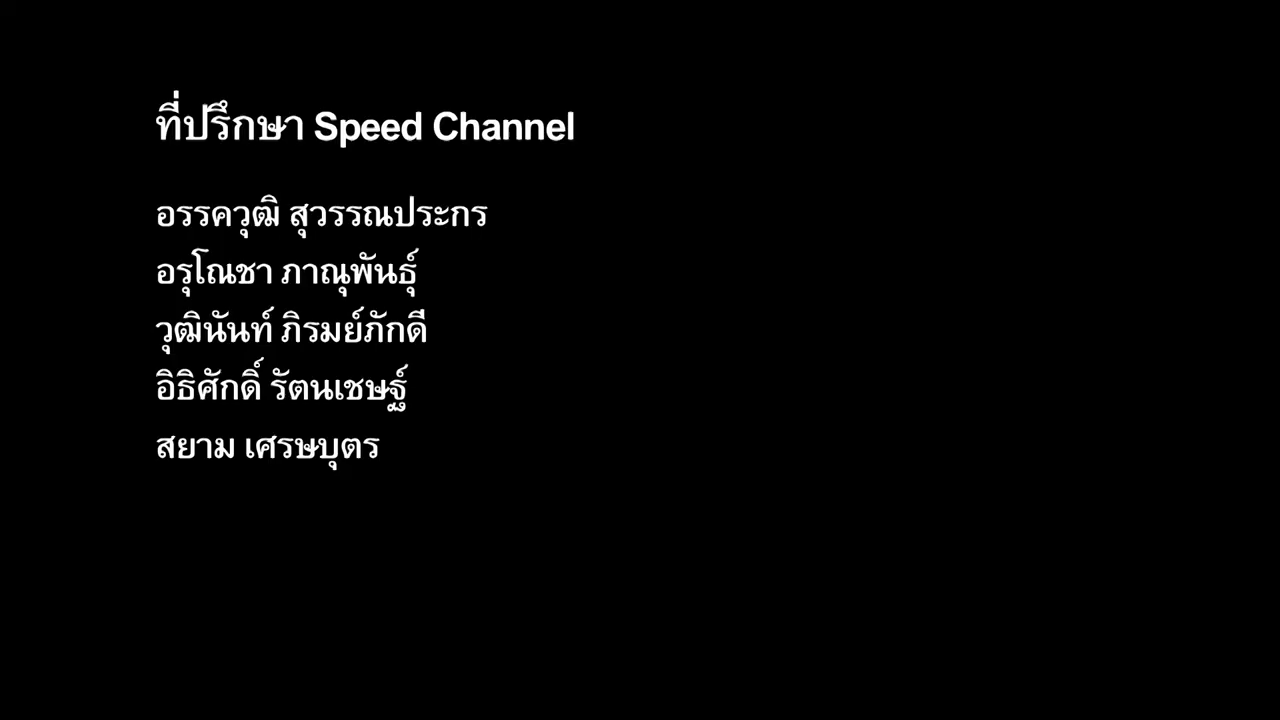 ที่ปรึกษา Speed Channel
อรรควุฒิ สุวรรณประกร
อรุโณชา ภาณุพันธุ์
วุฒินันท์ ภิรมย์ภักดี
อิธิศักดิ์ รัตนเชษฐ์
สยาม เศรษบุตร